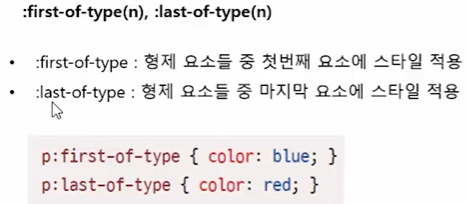 :first-of-type(n), :last-of-type(n)
• :first-of-type : 형제 요소들 중 첫번째 요소에 스타일 적용
• :last-of-type : 형제 요소들 중 마지막 요소에 스타일 적용
p:first-of-type { color: blue; }
p:last-of-type { color: red; }